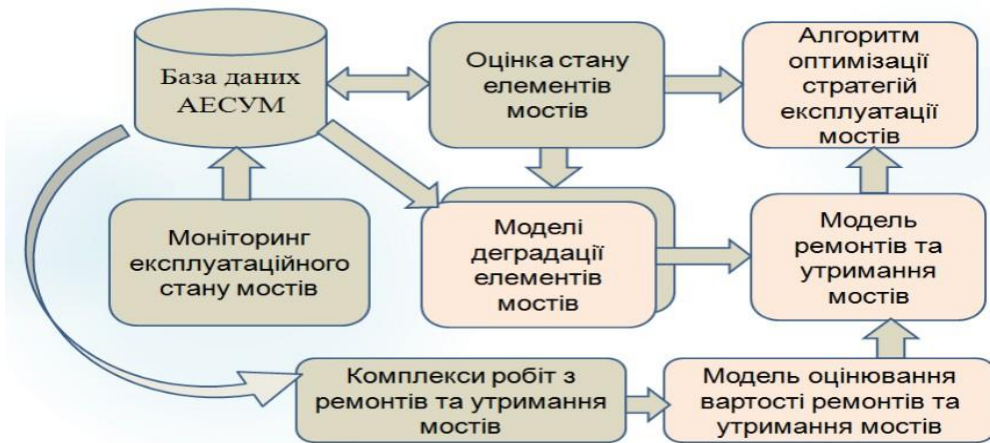 База даних
АЕСУМ
Оцінка стану
елементів
мостів
Алгоритм
оптимізації
стратегій
експлуатації
мостів
Моніторинг
експлуатаційного
стану мостів
Моделі
деградації
елементів
мостів
Модель
ремонтів та
утримання
мостів
Комплекси робіт з
ремонтів та утримання
мостів
Модель оцінювання
вартості ремонтів та
утримання мостів